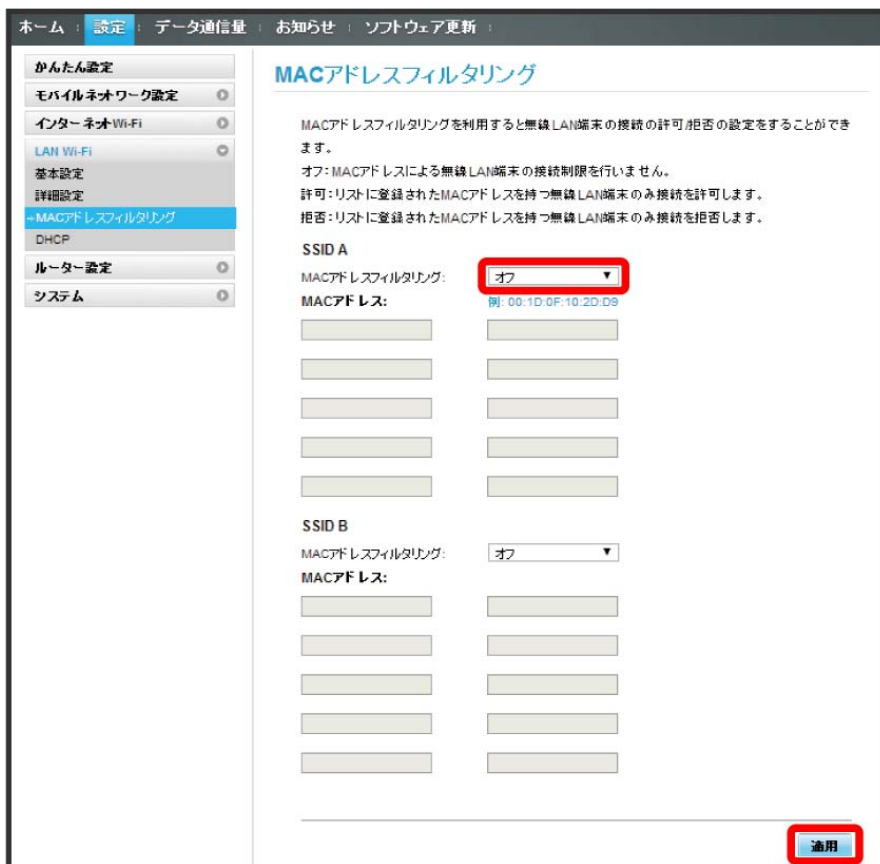 ホーム 設定 データ通信量 お知らせ ソフトウェア更新
かんたん設定
モバイルネットワーク設定
インターネットWi-Fi
LAN Wi-Fi
基本設定
詳細設定
MACアドレスフィルタリング
DHCP
ルーター設定
システム
MACアドレスフィルタリング
MACアドレスフィルタリングを利用すると無線LAN端末の接続の許可/拒否の設定をすることができ
ます。
オフ：MACアドレスによる無線LAN端末の接続制限を行いません。
許可：リストに登録されたMACアドレスを持つ無線LAN端末のみ接続を許可します。
拒否：リストに登録されたMACアドレスを持つ無線LAN端末のみ接続を拒否します。
SSID A
MACアドレスフィルタリング: オフ
MACアドレス: 例: 00:1D:0F:10:2D:D9
SSID B
MACアドレスフィルタリング: オフ
MACアドレス:
適用